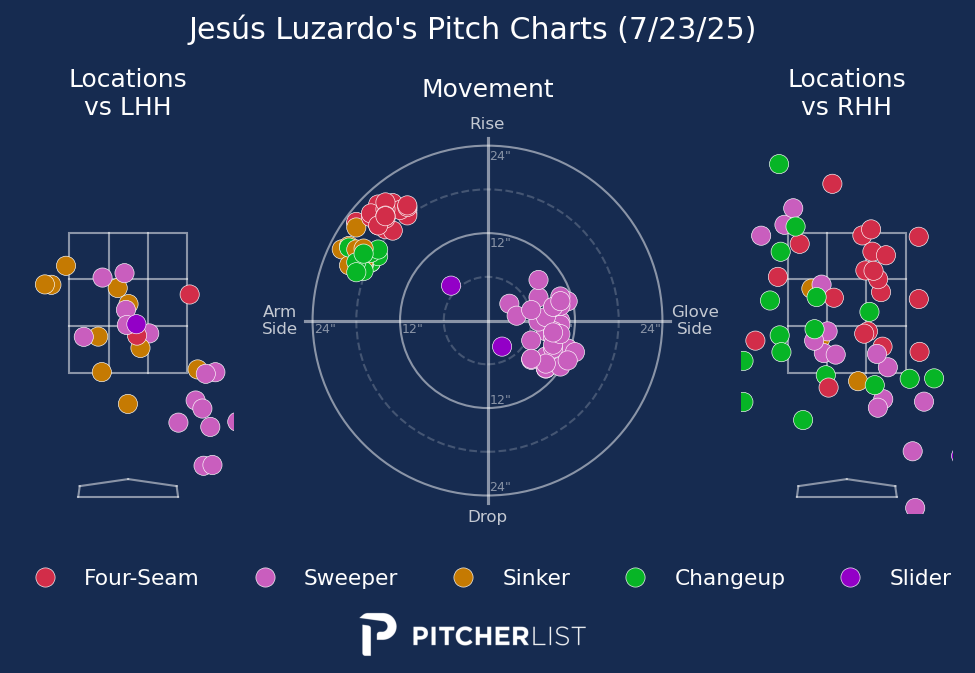 Jesús Luzardo's Pitch Charts (7/23/25)
Locations
vs LHH
Movement
Locations
vs RHH
Rise
24"
12"
Arm
Side
24"
12"
24"
Glove
Side
12"
24"
Drop
Four-Seam
Sweeper
Sinker
Changeup
Slider
PITCHERLIST